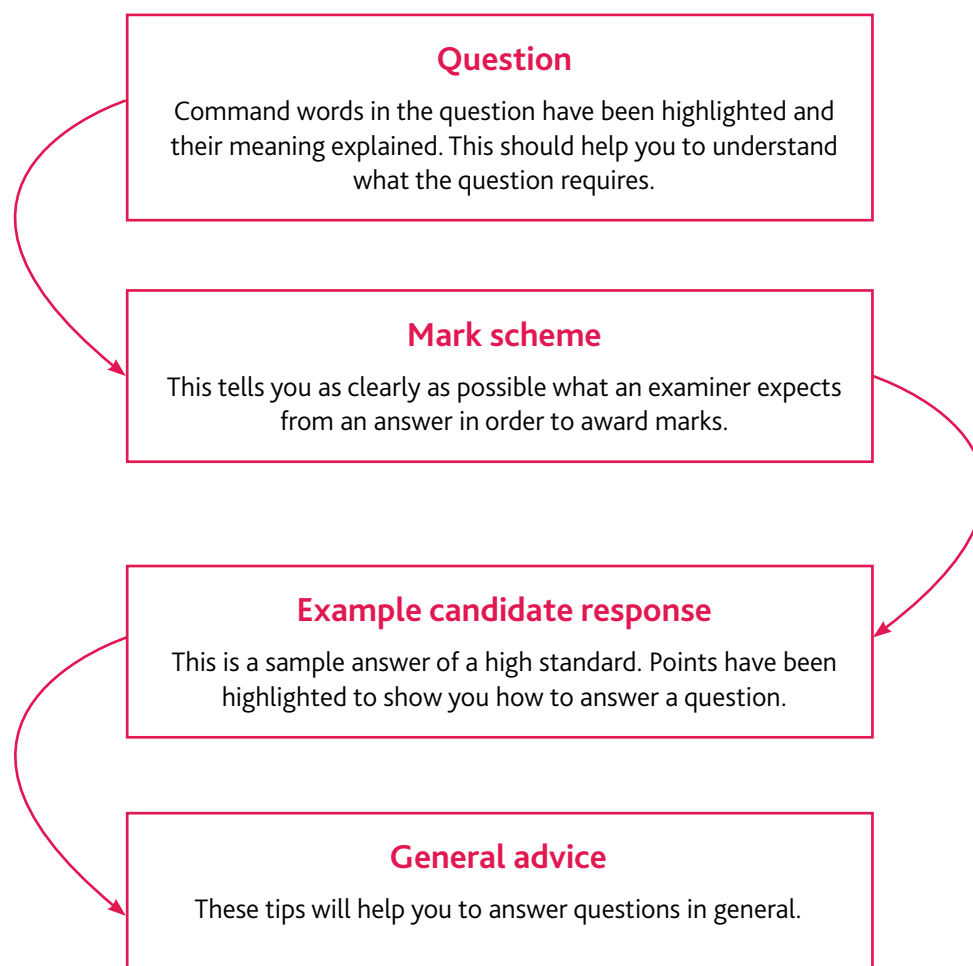 Question
Command words in the question have been highlighted and
their meaning explained. This should help you to understand
what the question requires.
Mark scheme
This tells you as clearly as possible what an examiner expects
from an answer in order to award marks.
Example candidate response
This is a sample answer of a high standard. Points have been
highlighted to show you how to answer a question.
General advice
These tips will help you to answer questions in general.